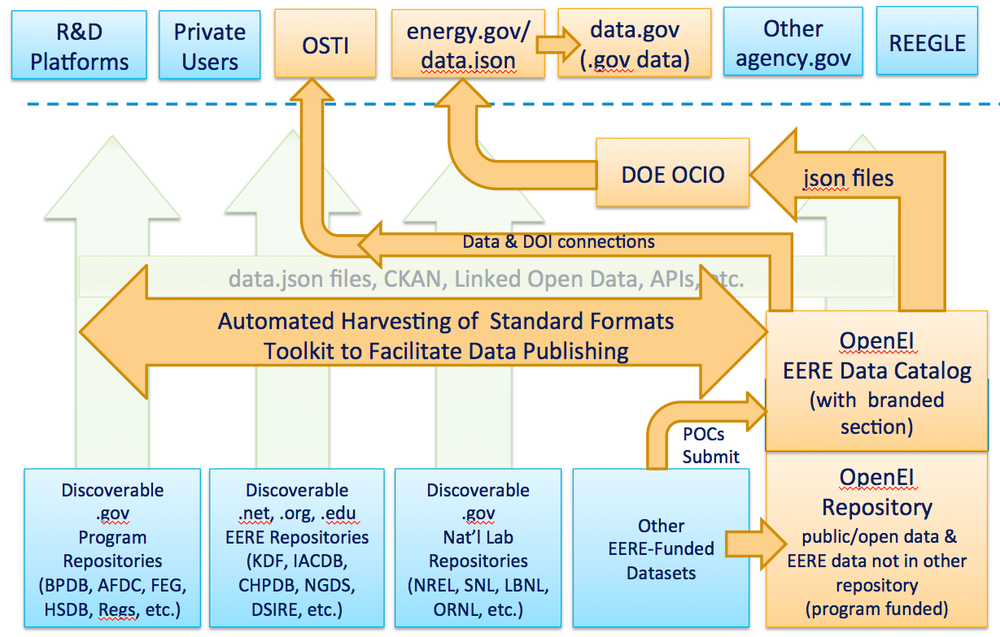 R&D
Platforms
Private
Users
OSTI
energy.gov/
data.json
data.gov
(.gov data)
Other
agency.gov
REEGLE
DOE OCIO
json files
Data & DOI connections
data.json files, CKAN, Linked Open Data, APIs, etc.
Automated Harvesting of Standard Formats
Toolkit to Facilitate Data Publishing
OpenEI
EERE Data Catalog
(with branded
section)
POCs
Submit
Discoverable
.gov
Program
Repositories
(BPDB, AFDC, FEG,
HSDB, Regs, etc.)
Discoverable
.net, .org, .edu
EERE Repositories
(KDF, IACDB,
CHPDB, NGDS,
DSIRE, etc.)
Discoverable
.gov
Nat’l Lab
Repositories
(NREL, SNL, LBNL,
ORNL, etc.)
Other
EERE-Funded
Datasets
OpenEI
Repository
public/open data &
EERE data not in other
repository
(program funded)